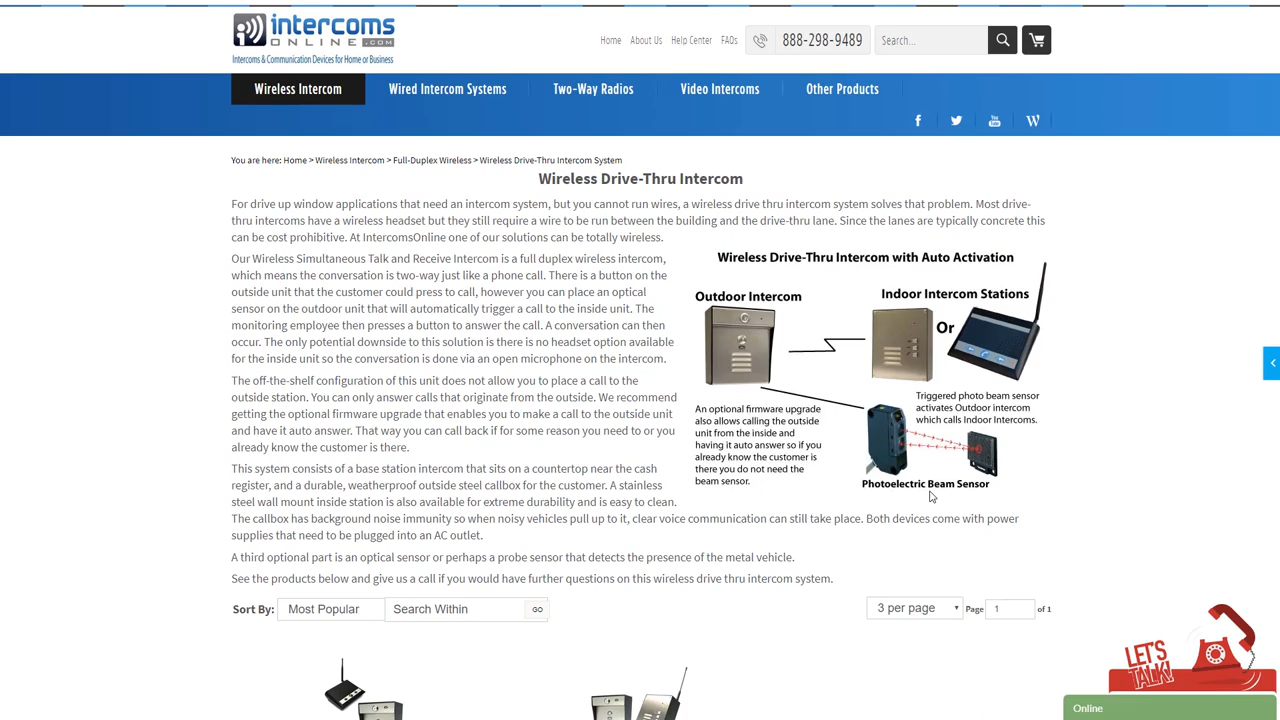 intercoms
ONLINE.COM
Intercoms & Communication Devices for Home or Business
Home About Us Help Center FAQs 888-298-9489 Search...
Wireless Intercom Wired Intercom Systems Two-Way Radios Video Intercoms Other Products
f You Tube W
You are here: Home > Wireless Intercom > Full-Duplex Wireless > Wireless Drive-Thru Intercom System
Wireless Drive-Thru Intercom
For drive up window applications that need an intercom system, but you cannot run wires, a wireless drive thru intercom system solves that problem. Most drive-
thru intercoms have a wireless headset but they still require a wire to be run between the building and the drive-thru lane. Since the lanes are typically concrete this
can be cost prohibitive. At IntercomsOnline one of our solutions can be totally wireless.
Our Wireless Simultaneous Talk and Receive Intercom is a full duplex wireless intercom,
which means the conversation is two-way just like a phone call. There is a button on the
outside unit that the customer could press to call, however you can place an optical
sensor on the outdoor unit that will automatically trigger a call to the inside unit. The
monitoring employee then presses a button to answer the call. A conversation can then
occur. The only potential downside to this solution is there is no headset option available
for the inside unit so the conversation is done via an open microphone on the intercom.
The off-the-shelf configuration of this unit does not allow you to place a call to the
outside station. You can only answer calls that originate from the outside. We recommend
getting the optional firmware upgrade that enables you to make a call to the outside unit
and have it auto answer. That way you can call back if for some reason you need to or you
already know the customer is there.
This system consists of a base station intercom that sits on a countertop near the cash
register, and a durable, weatherproof outside steel callbox for the customer. A stainless
steel wall mount inside station is also available for extreme durability and is easy to clean.
The callbox has background noise immunity so when noisy vehicles pull up to it, clear voice communication can still take place. Both devices come with power
supplies that need to be plugged into an AC outlet.
A third optional part is an optical sensor or perhaps a probe sensor that detects the presence of the metal vehicle.
See the products below and give us a call if you would have further questions on this wireless drive thru intercom system.
Wireless Drive-Thru Intercom with Auto Activation
Outdoor Intercom
Indoor Intercom Stations
Or
An optional firmware upgrade
also allows calling the outside
unit from the inside and
having it auto answer so if you
already know the customer is
there you do not need the
beam sensor.
Triggered photo beam sensor
activates Outdoor intercom
which calls Indoor Intercoms.
Photoelectric Beam Sensor
Sort By: Most Popular Search Within GO 3 per page Page 1 of 1
LET'S
TALK!
Online